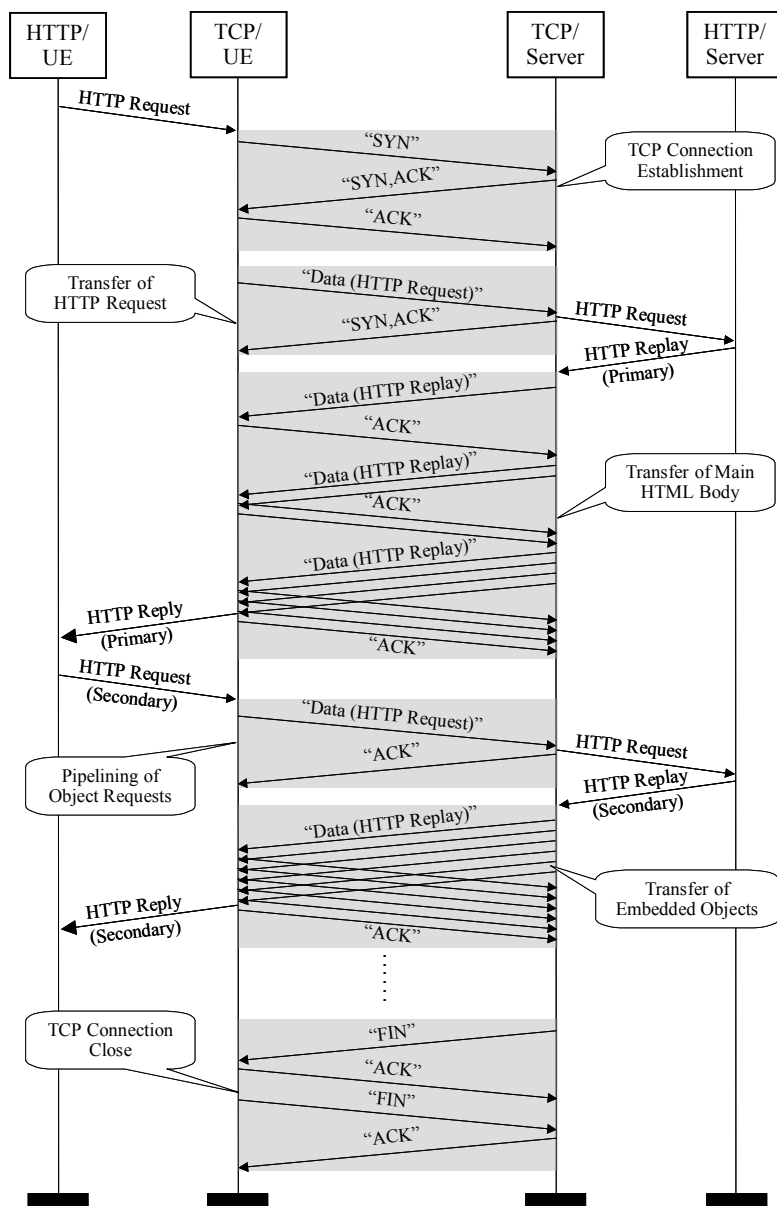 HTTP/
UE
TCP/
UE
TCP/
Server
HTTP/
Server
HTTP Request
“SYN”
TCP Connection
Establishment
“SYN,ACK”
“ACK”
Transfer of
HTTP Request
“Data (HTTP Request)”
HTTP Request
“SYN,ACK”
HTTP Replay
(Primary)
“Data (HTTP Replay)”
“ACK”
“Data (HTTP Replay)”
Transfer of Main
HTML Body
“ACK”
“Data (HTTP Replay)”
HTTP Reply
(Primary)
“ACK”
HTTP Request
(Secondary)
“Data (HTTP Request)”
HTTP Request
“ACK”
Pipelining of
Object Requests
HTTP Replay
(Secondary)
“Data (HTTP Replay)”
Transfer of
Embedded Objects
HTTP Reply
(Secondary)
“ACK”
TCP Connection
Close
“FIN”
“ACK”
“FIN”
“ACK”